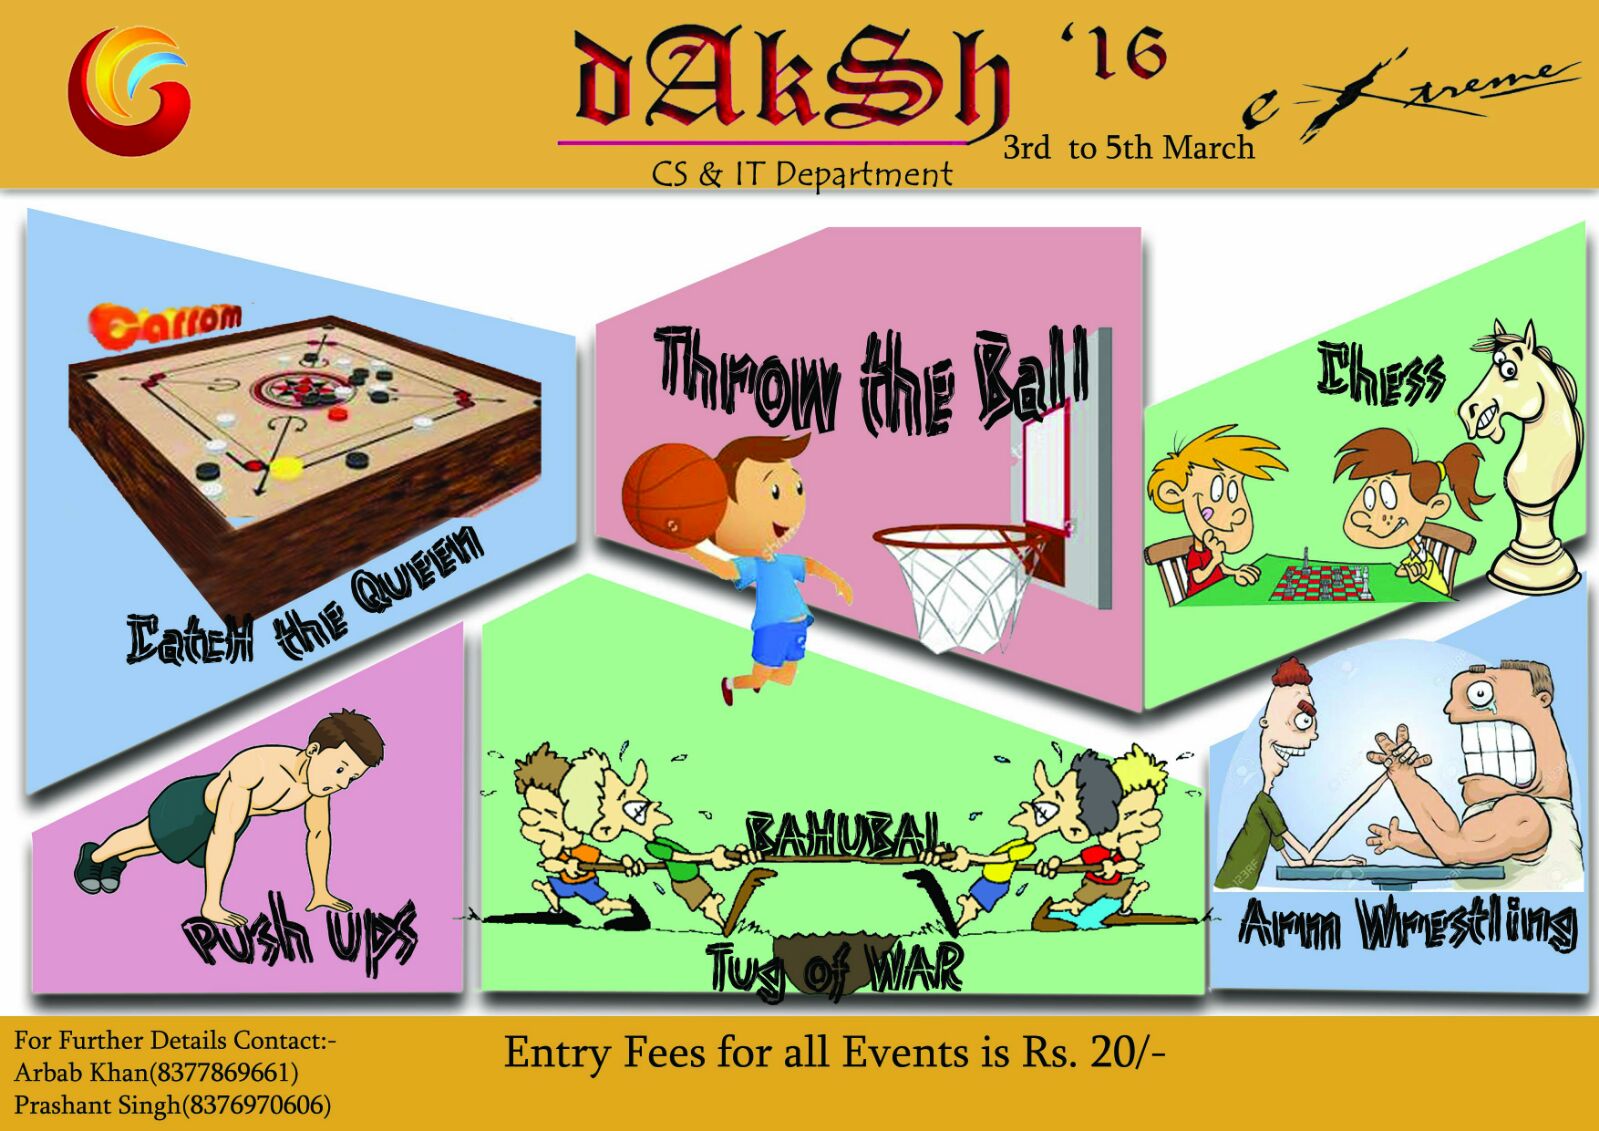 dAkSh '16
e-Xtreme
3rd to 5th March
CS & IT Department
Carrom
Catch the Queen
Throw the Ball
Chess
Push Ups
BAHUBAL
Tug of WAR
Arm Wrestling
123RF
For Further Details Contact:-
Arbab Khan(8377869661)
Prashant Singh(8376970606)
Entry Fees for all Events is Rs. 20/-